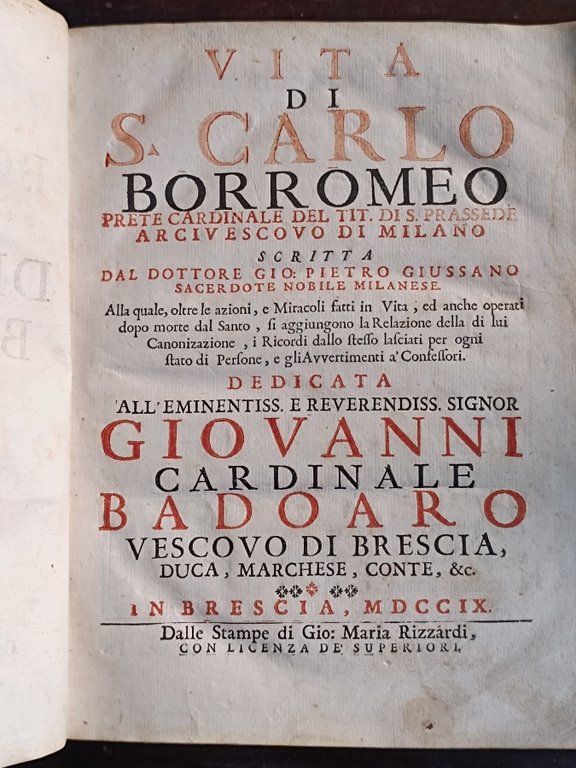 VITA
DI
S. CARLO
BORROMEO
PRETE CARDINALE DEL TIT. DI S. PRASSEDE
ARCIVESCOVO DI MILANO
SCRITTA
DAL DOTTORE GIO: PIETRO GIUSSANO
SACERDOTE NOBILE MILANESE.
Alla quale, oltre le azioni, e Miracoli fatti in Vita, ed anche operati
dopo morte dal Santo, ſi aggiungono la Relazione della di lui
Canonizazione, i Ricordi dallo ſteſſo laſciati per ogni
ſtato di Perſone, e gli Avvertimenti a' Confeſſori.
DEDICATA
ALL'EMINENTISS. E REVERENDISS. SIGNOR
GIOVANNI
CARDINALE
BADOARO
VESCOVO DI BRESCIA,
DUCA, MARCHESE, CONTE, &c.
IN BRESCIA, MDCCIX.
Dalle Stampe di Gio: Maria Rizzardi,
CON LICENZA DE' SUPERIORI.